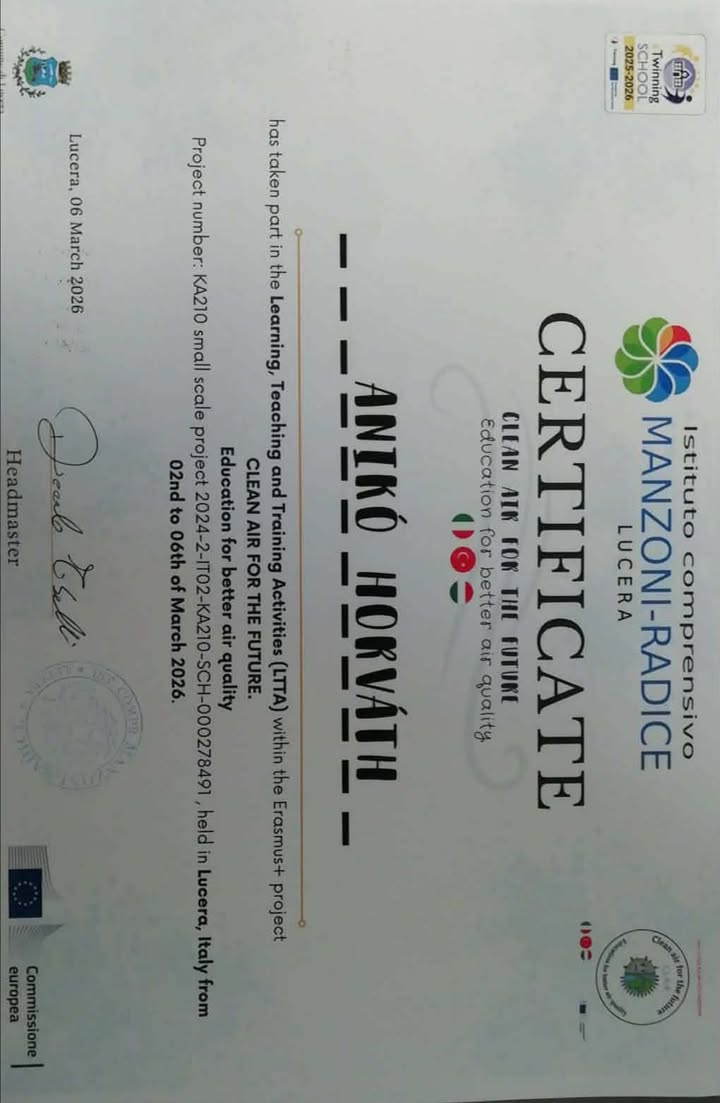 eTwinning
SCHOOL
2025-2026
Istituto comprensivo
MANZONI-RADICE
LUCERA
Clean air for the future
CERTIFICATE
CLEAN AIR FOR THE FUTURE
Education for better air quality
ANIKÓ HORVÁTH
has taken part in the Learning, Teaching and Training Activities (LTTA) within the Erasmus+ project
CLEAN AIR FOR THE FUTURE.
Education for better air quality
Project number: KA210 small scale project 2024-2-IT02-KA210-SCH-000278491 , held in Lucera, Italy from
02nd to 06th of March 2026.
Lucera, 06 March 2026
Headmaster
Commissione
europea